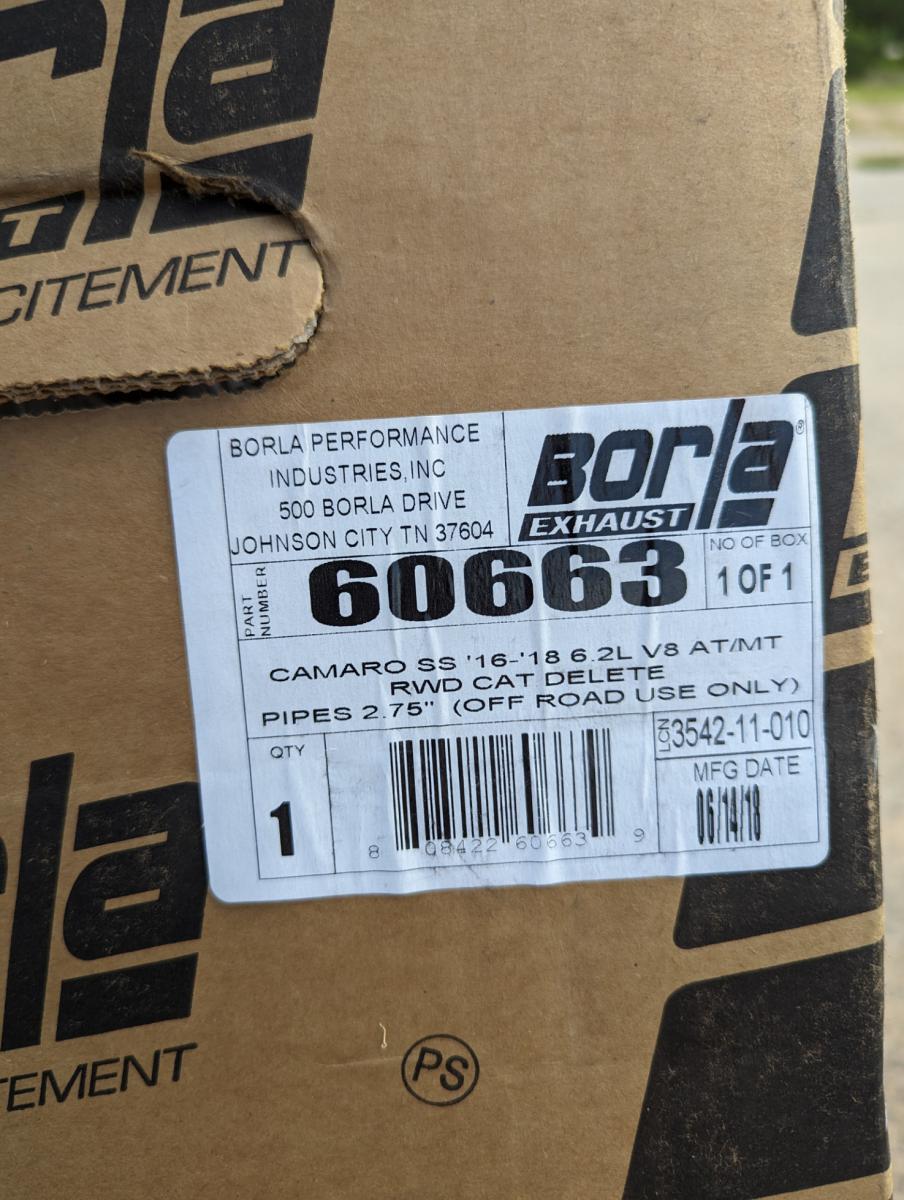 orla
T
CITEMENT
BORLA PERFORMANCE
INDUSTRIES,INC
500 BORLA DRIVE
JOHNSON CITY TN 37604
BORla®
EXHAUST
PART
NUMBER
60663
NO OF BOX
1 OF 1
CAMARO SS '16-'18 6.2L V8 AT/MT
RWD CAT DELETE
PIPES 2.75" (OFF ROAD USE ONLY)
QTY
1
8 08422 60663 9
LCN 3542-11-010
MFG DATE
06/14/18
la
TEMENT
PS